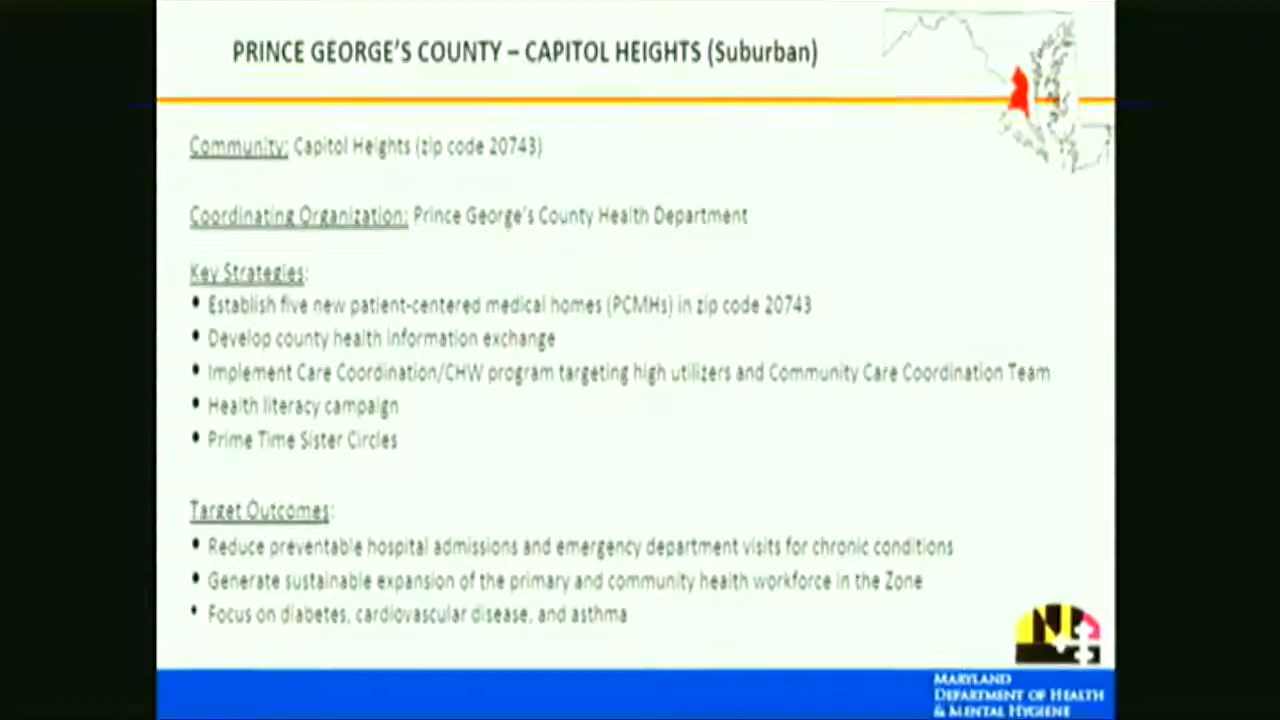 PRINCE GEORGE'S COUNTY – CAPITOL HEIGHTS (Suburban)
Community: Capitol Heights (zip code 20743)
Coordinating Organization: Prince George's County Health Department
Key Strategies:
• Establish five new patient-centered medical homes (PCMHs) in zip code 20743
• Develop county health information exchange
• Implement Care Coordination/CHW program targeting high utilizers and Community Care Coordination Team
• Health literacy campaign
• Prime Time Sister Circles
Target Outcomes:
• Reduce preventable hospital admissions and emergency department visits for chronic conditions
• Generate sustainable expansion of the primary and community health workforce in the Zone
• Focus on diabetes, cardiovascular disease, and asthma
MARYLAND
DEPARTMENT OF HEALTH
& MENTAL HYGIENE